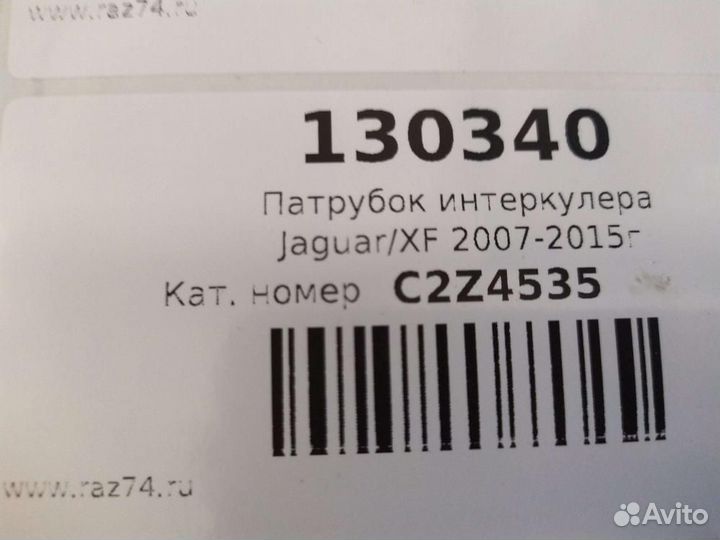 www.raz74.ru
130340
Патрубок интеркулера
Jaguar/XF 2007-2015г
Кат. номер C2Z4535
www.raz74.ru
Avito